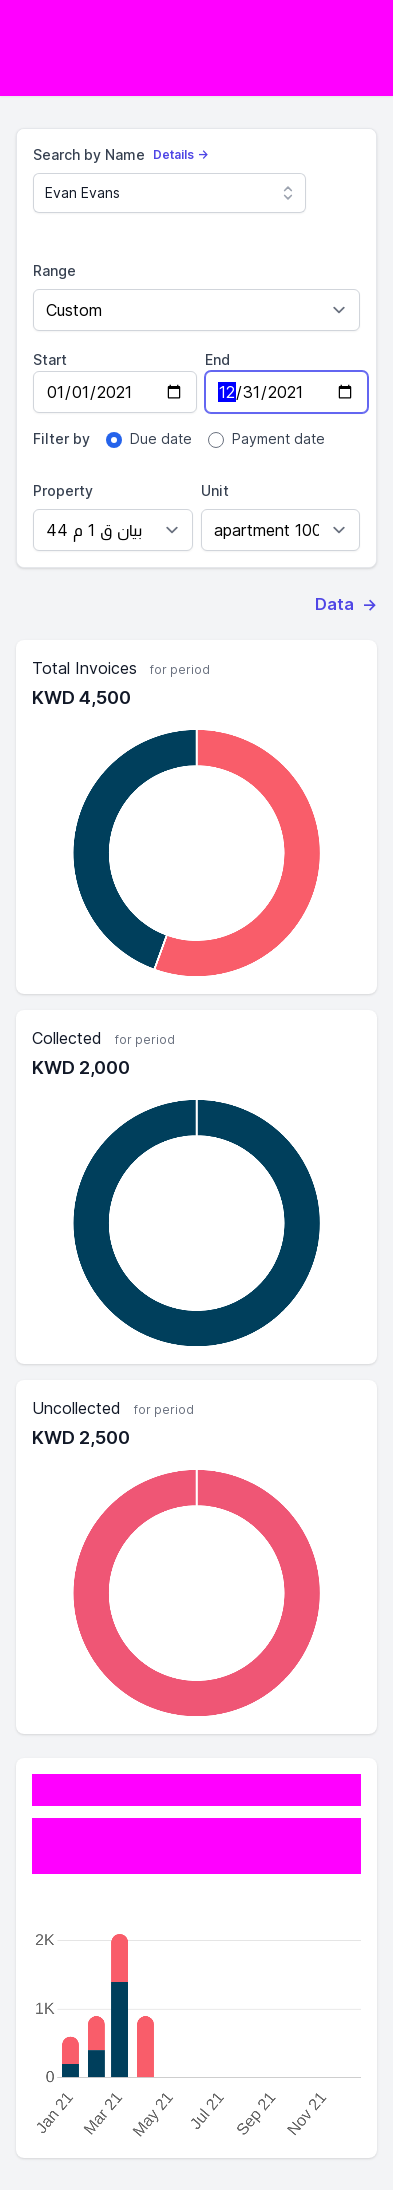 Search by Name Details →
Evan Evans
Range
Custom
Start End
01/01/2021 12/31/2021
Filter by Due date Payment date
Property Unit
بيان ق 1 م 44 apartment 100
Data →
Total Invoices for period
KWD 4,500
Collected for period
KWD 2,000
Uncollected for period
KWD 2,500
2K
1K
0
Jan 21 Mar 21 May 21 Jul 21 Sep 21 Nov 21